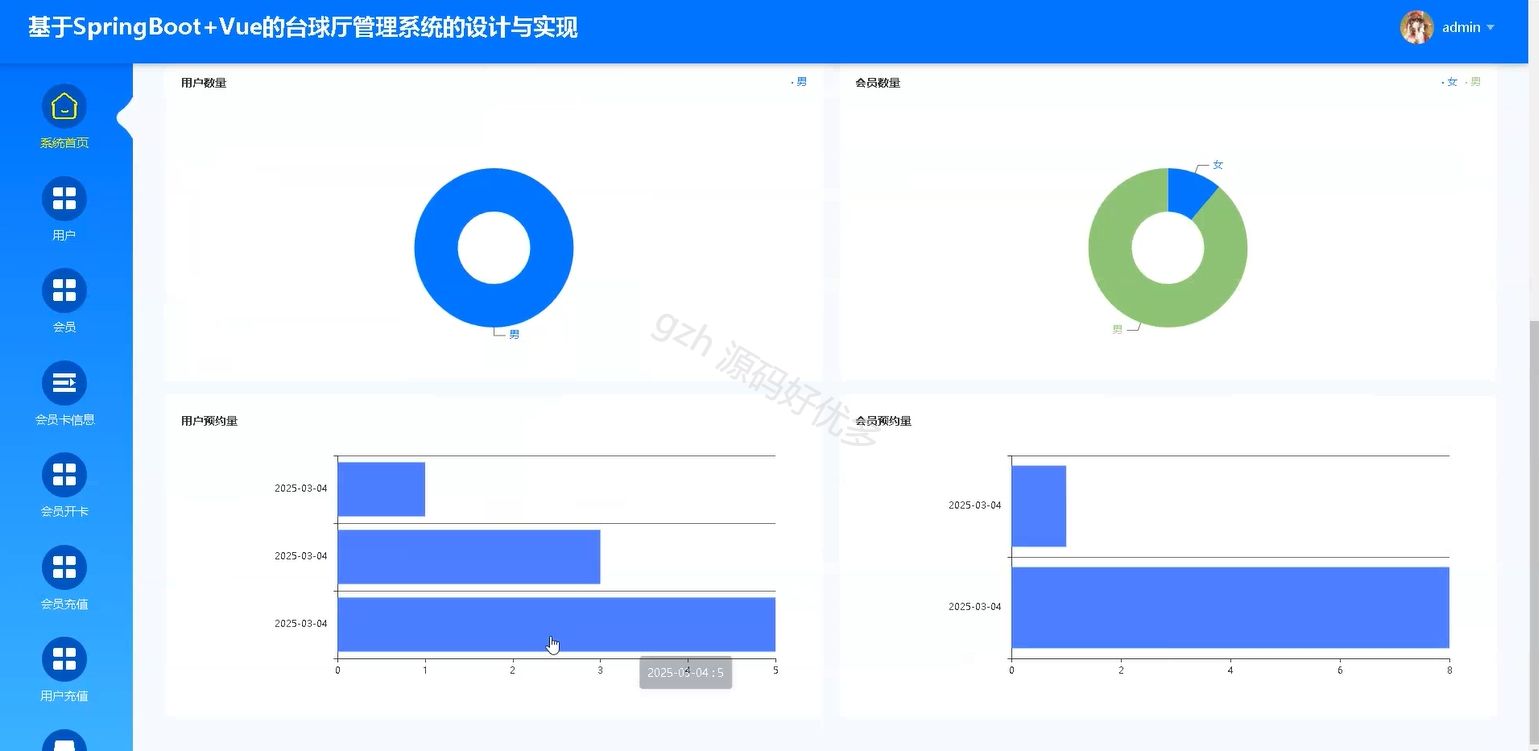 基于SpringBoot+Vue的台球厅管理系统的设计与实现
admin
系统首页
用户
会员
会员卡信息
会员开卡
会员充值
用户充值
用户数量
男
男
会员数量
女 男
女
男
gzh 源码好优多
用户预约量
2025-03-04
2025-03-04
2025-03-04
0 1 2 3 4 5
2025-03-04 : 5
会员预约量
2025-03-04
2025-03-04
0 2 4 6 8